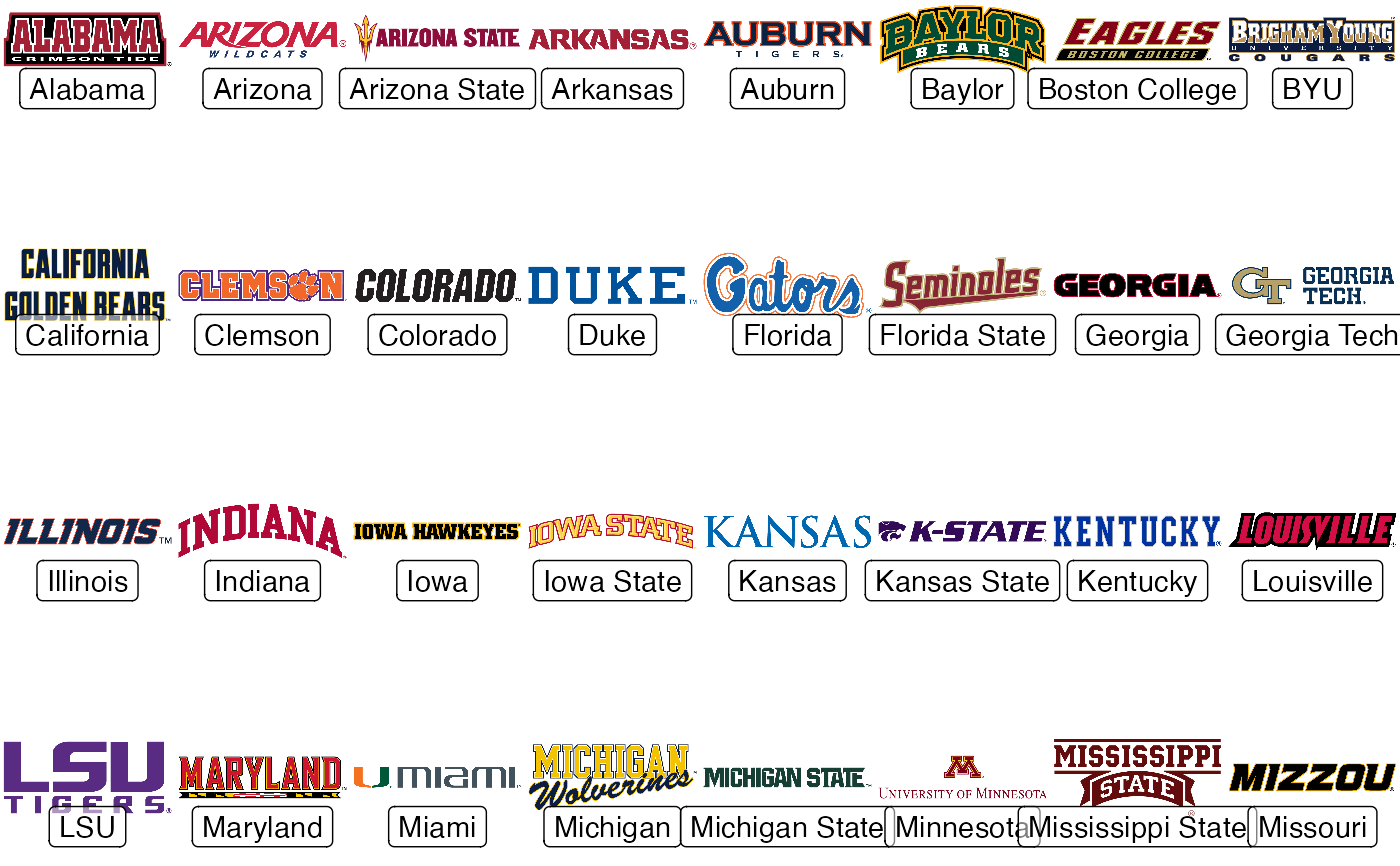 ALABAMA
CRIMSON TIDE
ARIZONA
WILDCATS
ARIZONA STATE
ARKANSAS
AUBURN
TIGERS
BAYLOR
BEARS
EAGLES
BOSTON COLLEGE
BRIGHAM YOUNG
UNIVERSITY
COUGARS
Alabama
Arizona
Arizona State
Arkansas
Auburn
Baylor
Boston College
BYU
CALIFORNIA
GOLDEN BEARS
CLEMSON
COLORADO
DUKE
Gators
Seminoles
GEORGIA
GT
GEORGIA
TECH
California
Clemson
Colorado
Duke
Florida
Florida State
Georgia
Georgia Tech
ILLINOIS
INDIANA
IOWA HAWKEYES
IOWA STATE
KANSAS
K-STATE
KENTUCKY
LOUISVILLE
Illinois
Indiana
Iowa
Iowa State
Kansas
Kansas State
Kentucky
Louisville
LSU
TIGERS
MARYLAND
U MIAMI
MICHIGAN
Wolverines
MICHIGAN STATE
M
UNIVERSITY OF MINNESOTA
MISSISSIPPI
STATE
MIZZOU
LSU
Maryland
Miami
Michigan
Michigan State
Minnesota
Mississippi State
Missouri